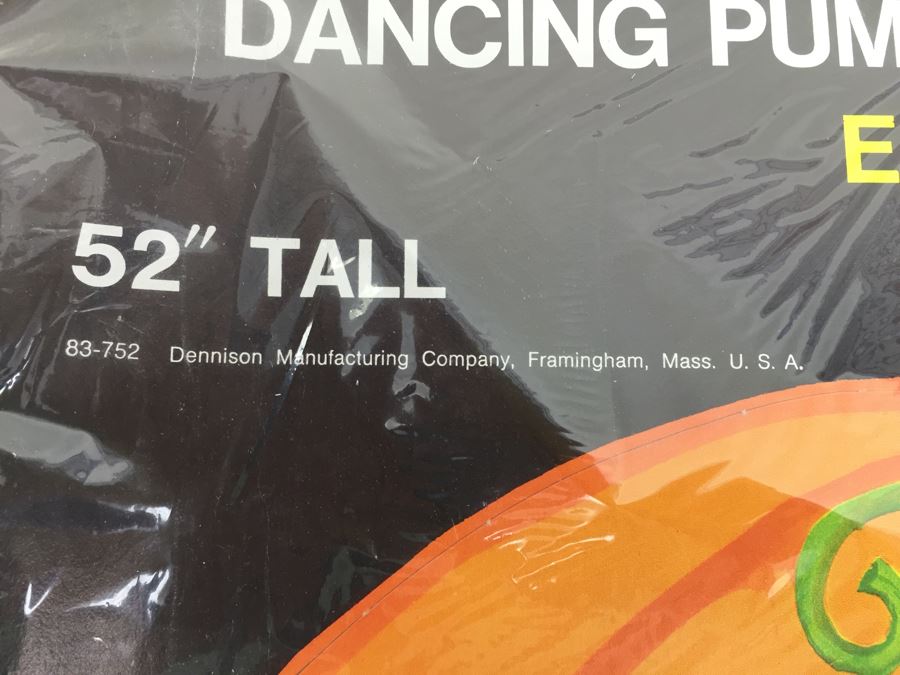 DANCING PUM
E
52" TALL
83-752 Dennison Manufacturing Company, Framingham, Mass. U. S. A.